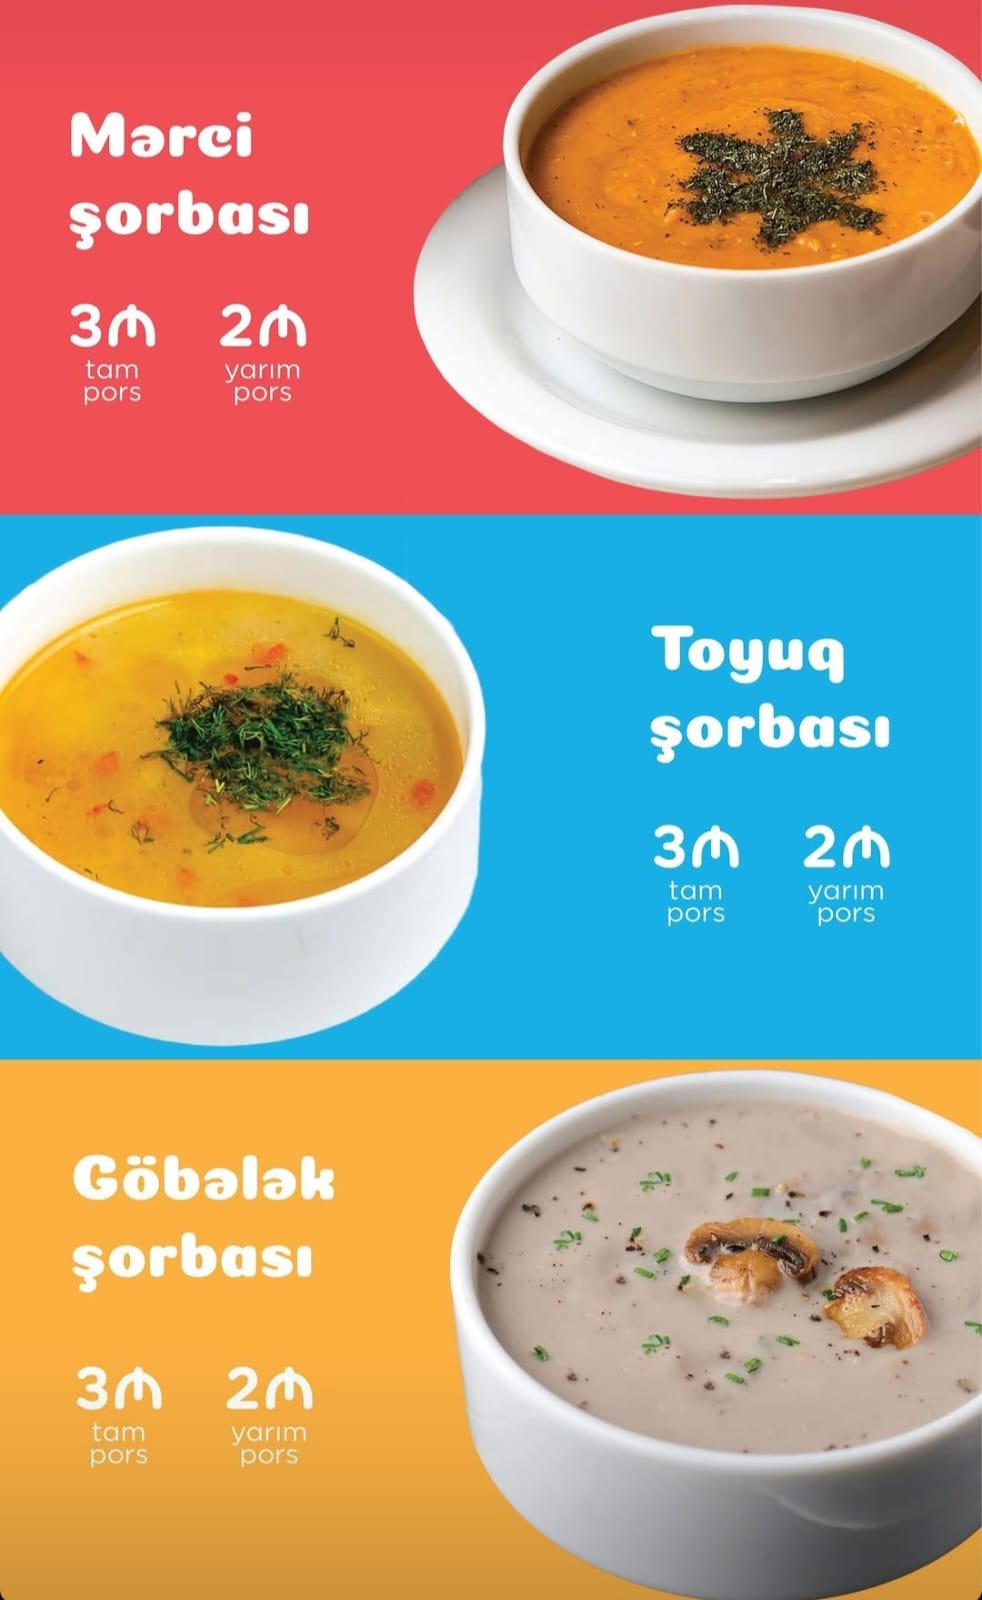 Mərci
şorbası
3₼ 2₼
tam yarım
pors pors
Toyuq
şorbası
3₼ 2₼
tam yarım
pors pors
Göbələk
şorbası
3₼ 2₼
tam yarım
pors pors